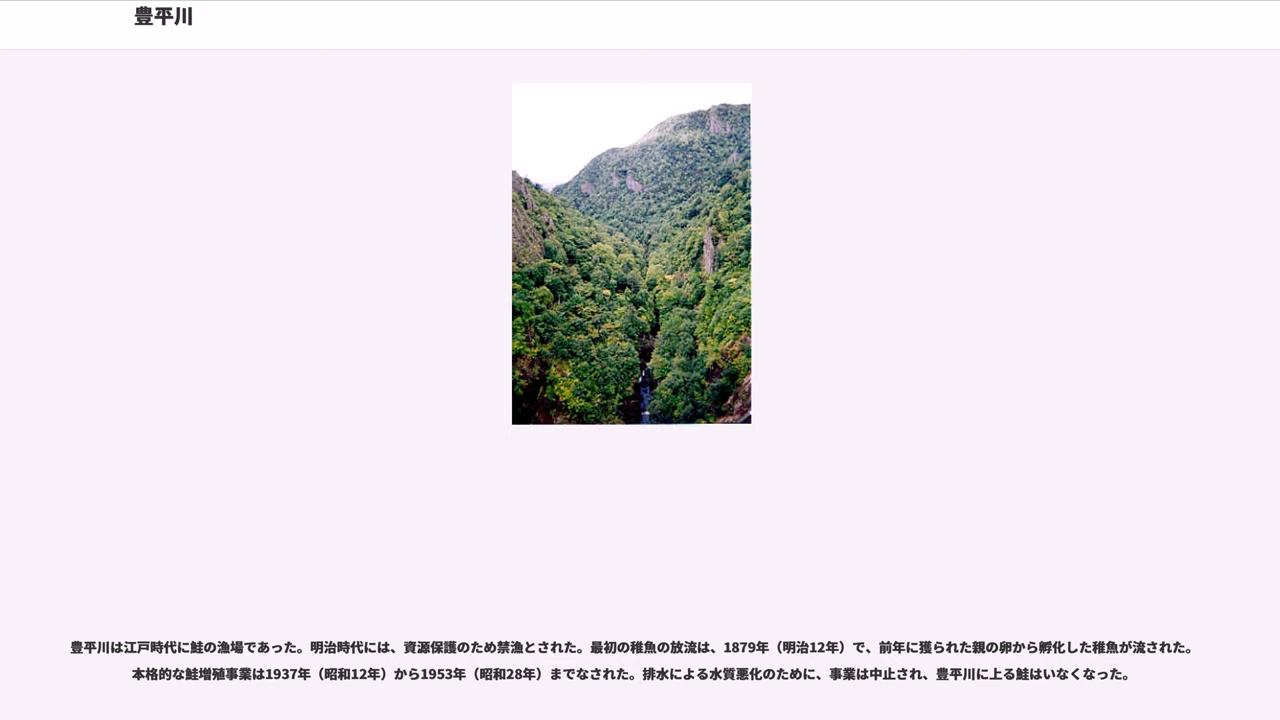 豊平川
豊平川は江戸時代に鮭の漁場であった。明治時代には、資源保護のため禁漁とされた。最初の稚魚の放流は、1879年（明治12年）で、前年に獲られた親の卵から孵化した稚魚が流された。
本格的な鮭増殖事業は1937年（昭和12年）から1953年（昭和28年）までなされた。排水による水質悪化のために、事業は中止され、豊平川に上る鮭はいなくなった。